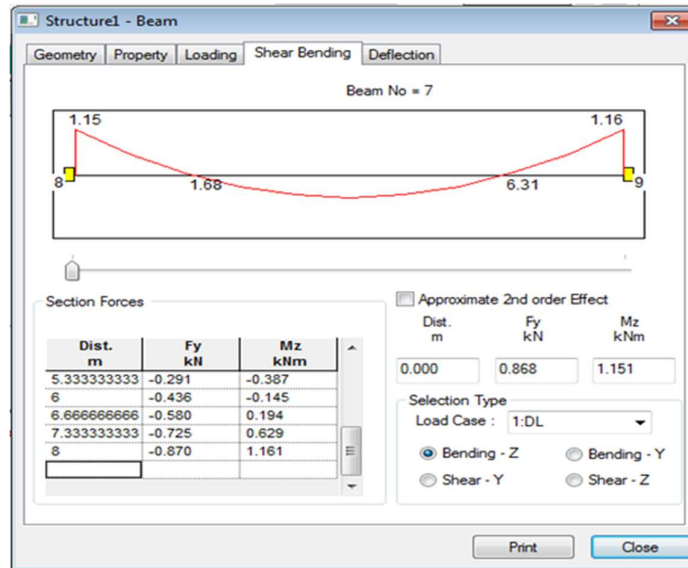 Structure1 - Beam
Geometry Property Loading Shear Bending Deflection
Beam No = 7
1.15 1.16
8 1.68 6.31 9
Section Forces
Dist. Fy Mz
m kN kNm
5.333333333 -0.291 -0.387
6 -0.436 -0.145
6.666666666 -0.580 0.194
7.333333333 -0.725 0.629
8 -0.870 1.161
Approximate 2nd order Effect
Dist. Fy Mz
m kN kNm
0.000 0.868 1.151
Selection Type
Load Case : 1:DL
Bending - Z Bending - Y
Shear - Y Shear - Z
Print Close